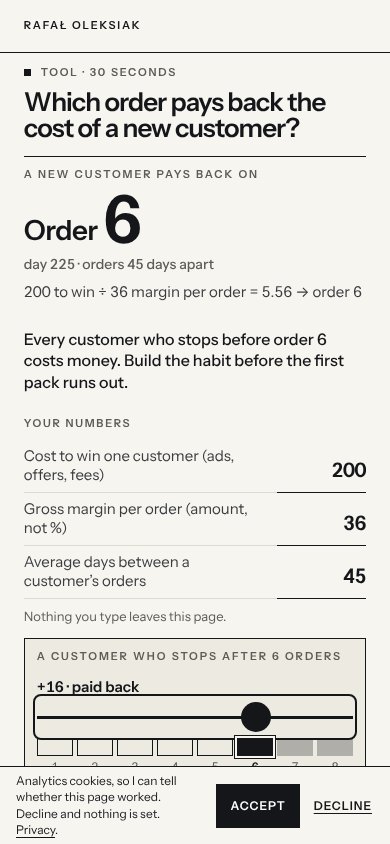 RAFAŁ OLEKSIAK
TOOL · 30 SECONDS
Which order pays back the
cost of a new customer?
A NEW CUSTOMER PAYS BACK ON
Order 6
day 225 · orders 45 days apart
200 to win ÷ 36 margin per order = 5.56 → order 6
Every customer who stops before order 6
costs money. Build the habit before the first
pack runs out.
YOUR NUMBERS
Cost to win one customer (ads,
offers, fees)
200
Gross margin per order (amount,
not %)
36
Average days between a
customer’s orders
45
Nothing you type leaves this page.
A CUSTOMER WHO STOPS AFTER 6 ORDERS
+16 · paid back
Analytics cookies, so I can tell
whether this page worked.
Decline and nothing is set.
Privacy.
ACCEPT
DECLINE